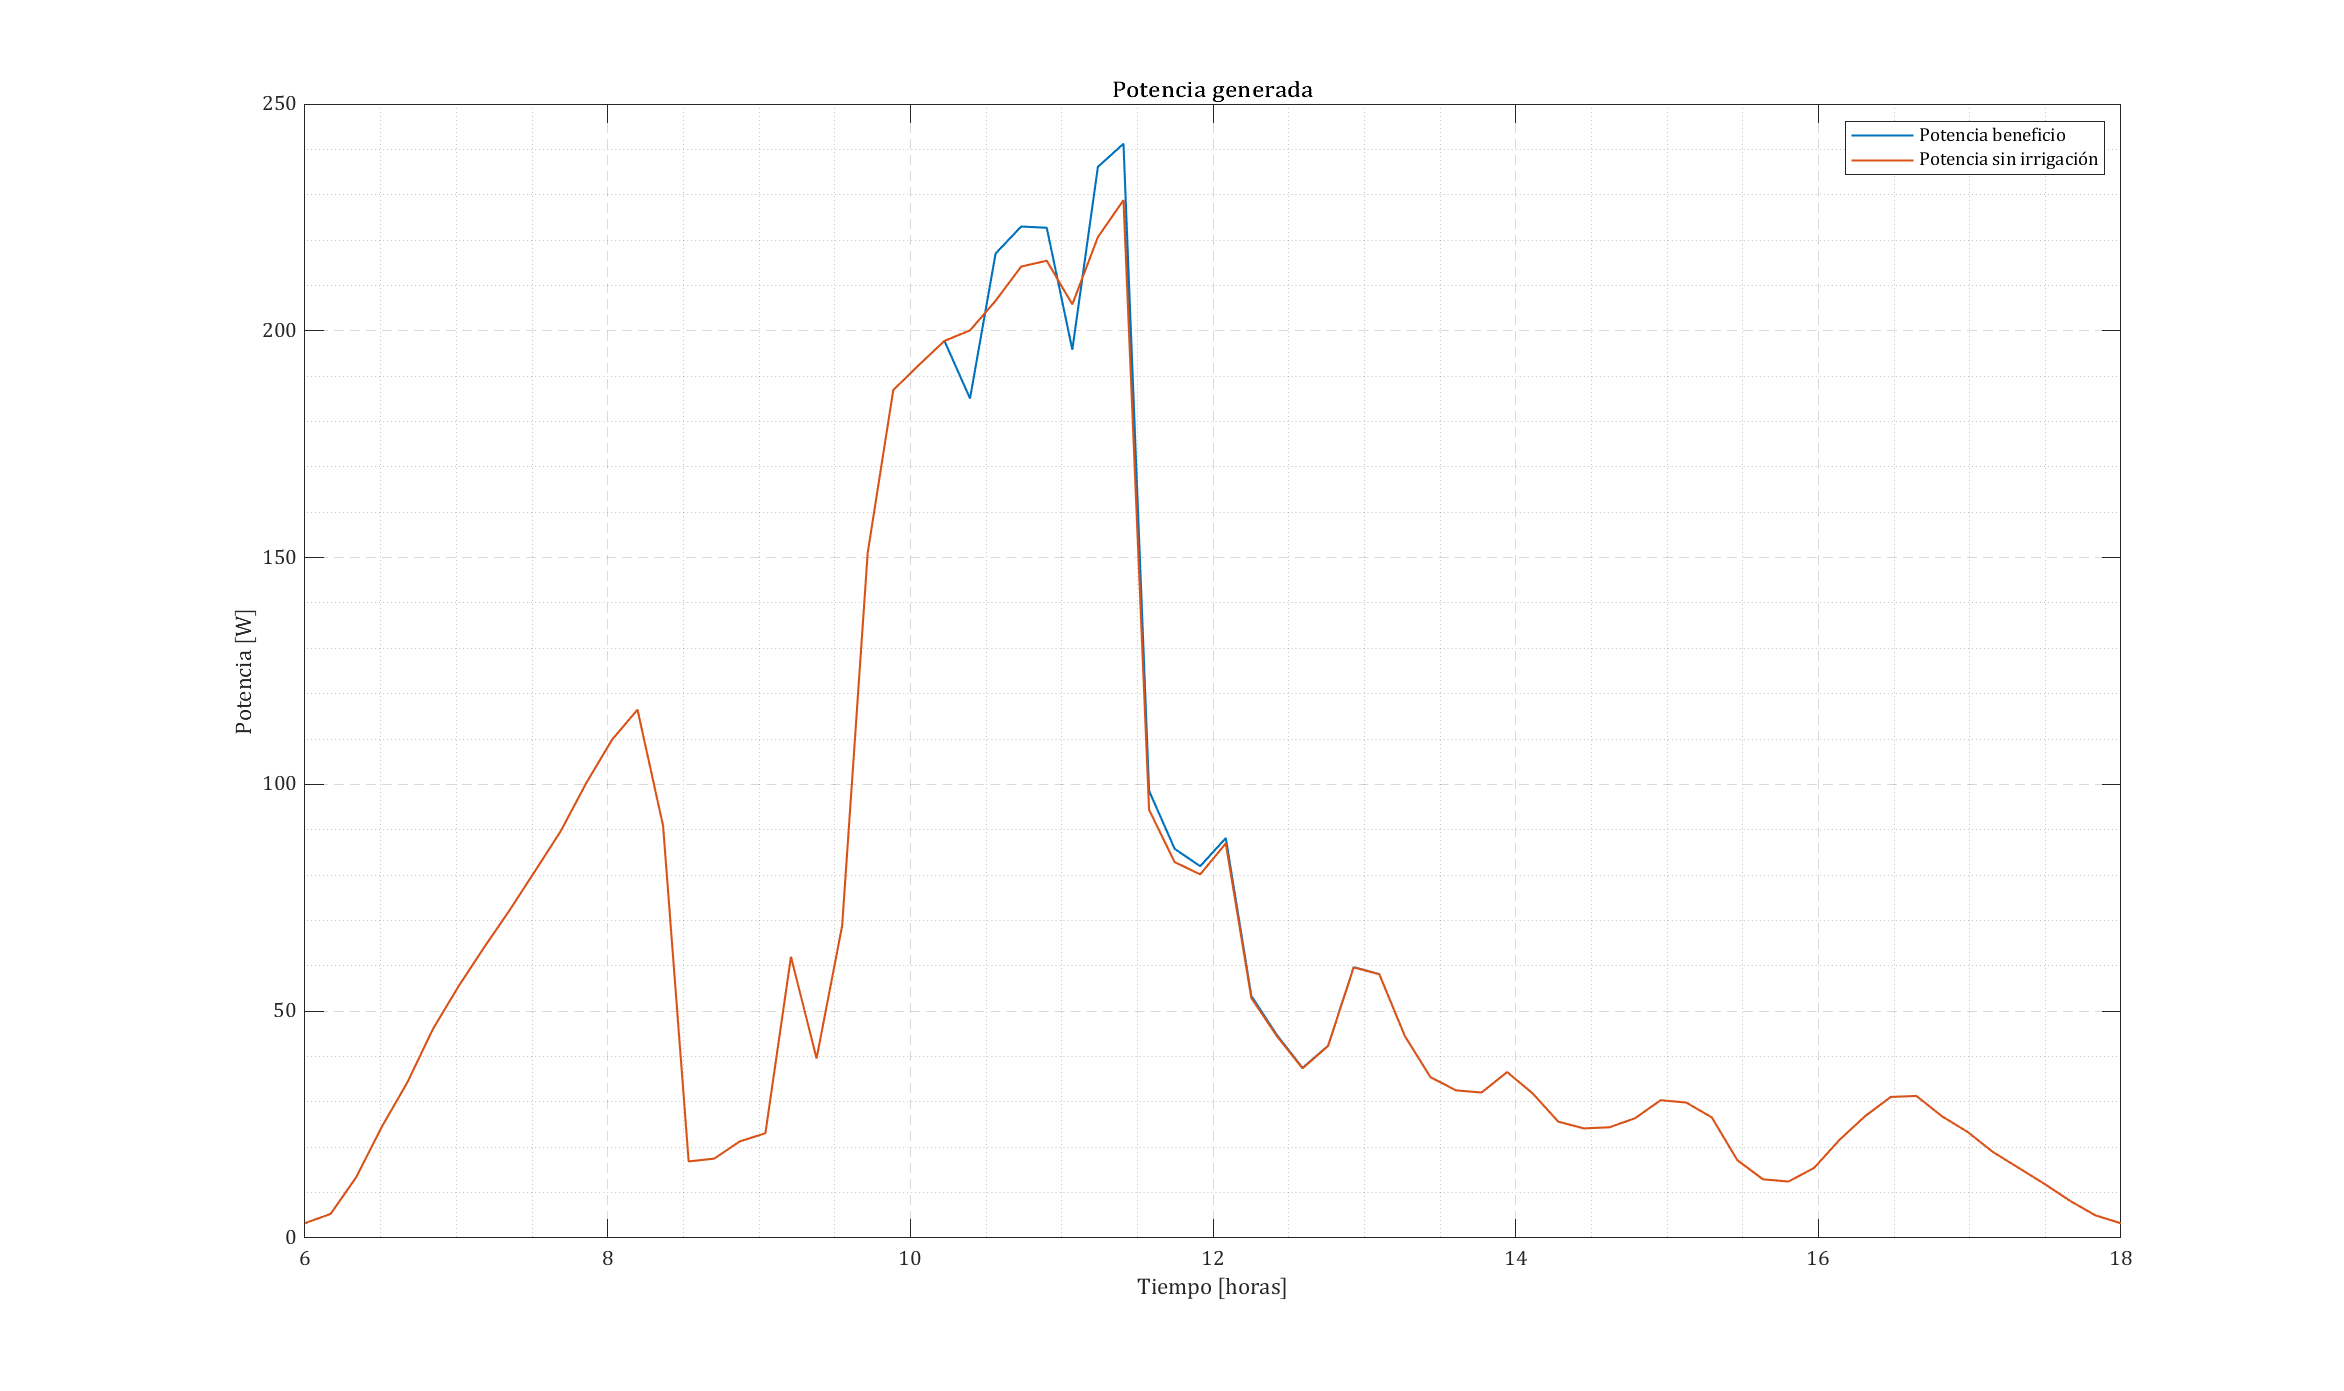 Potencia generada
250
200
150
100
50
0
Potencia [W]
Potencia beneficio
Potencia sin irrigación
6 8 10 12 14 16 18
Tiempo [horas]